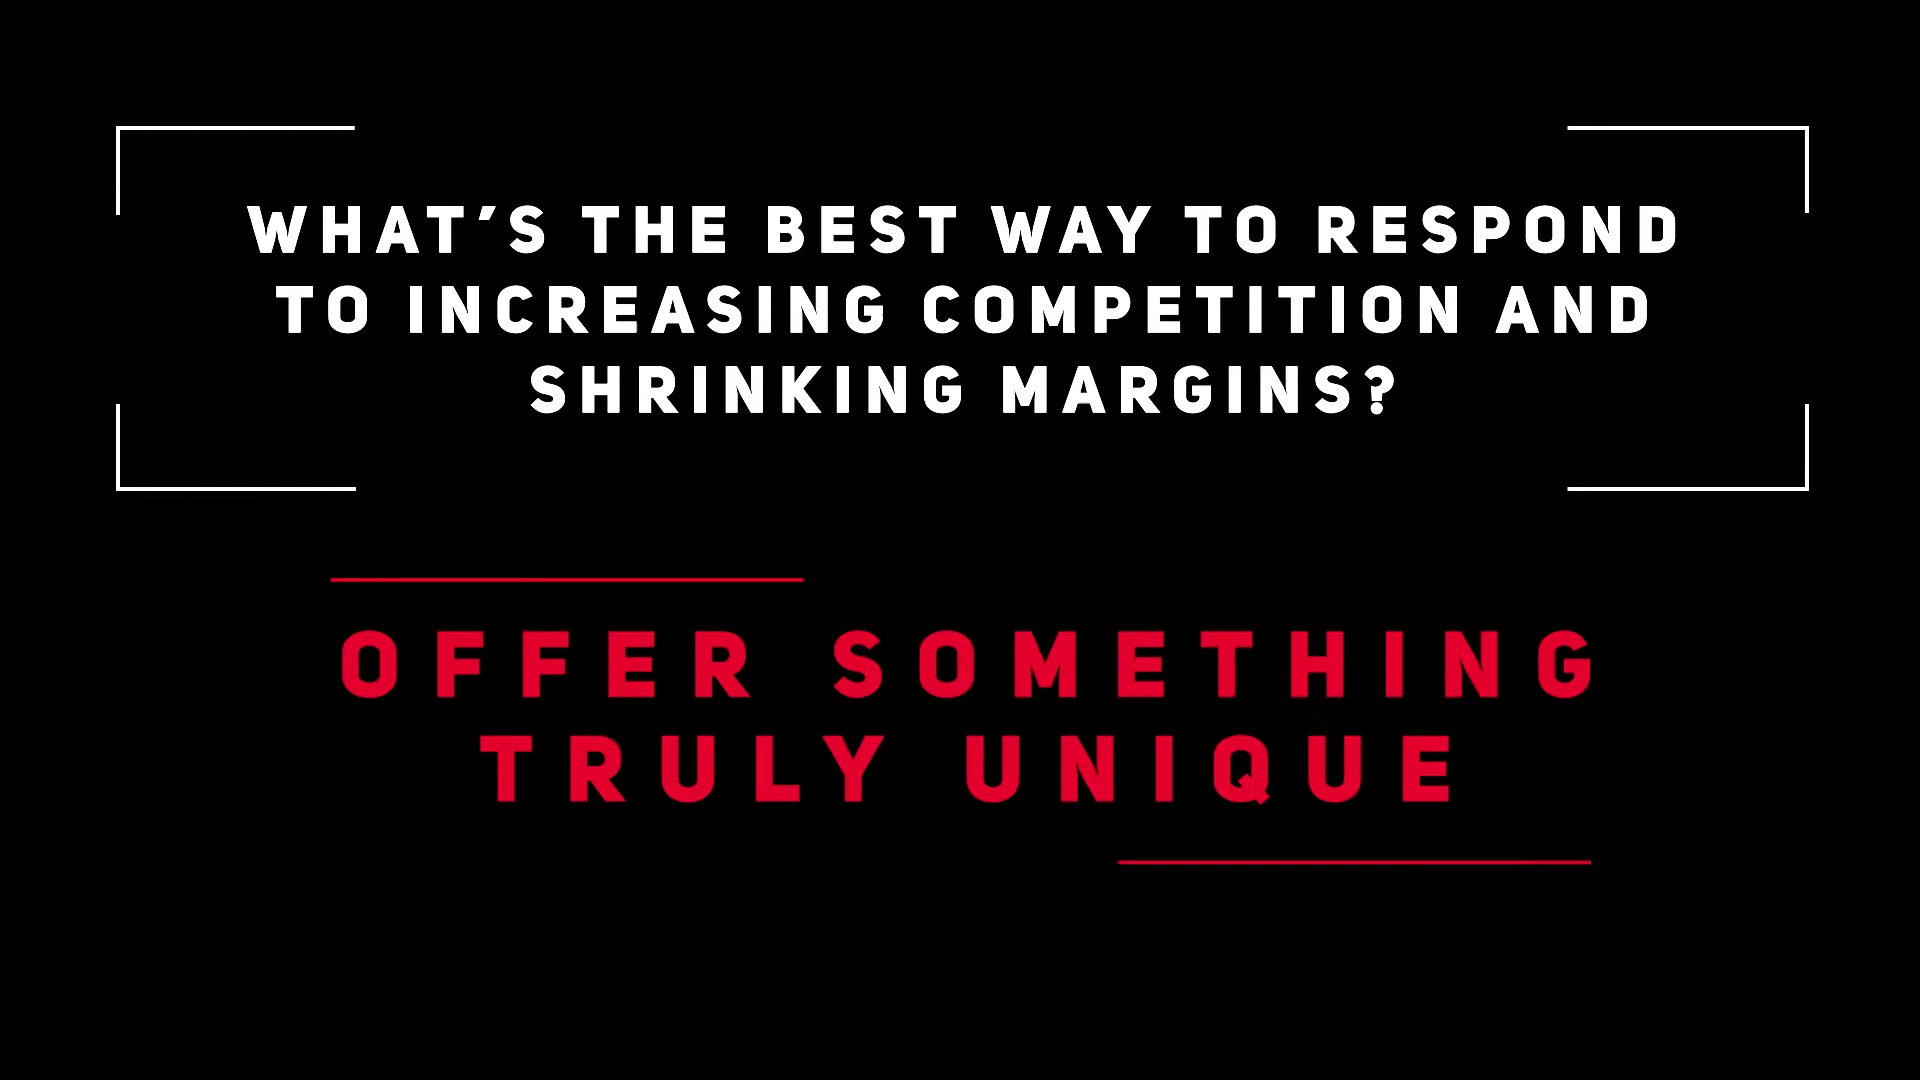 WHAT'S THE BEST WAY TO RESPOND
TO INCREASING COMPETITION AND
SHRINKING MARGINS?
OFFER SOMETHING
TRULY UNIQUE